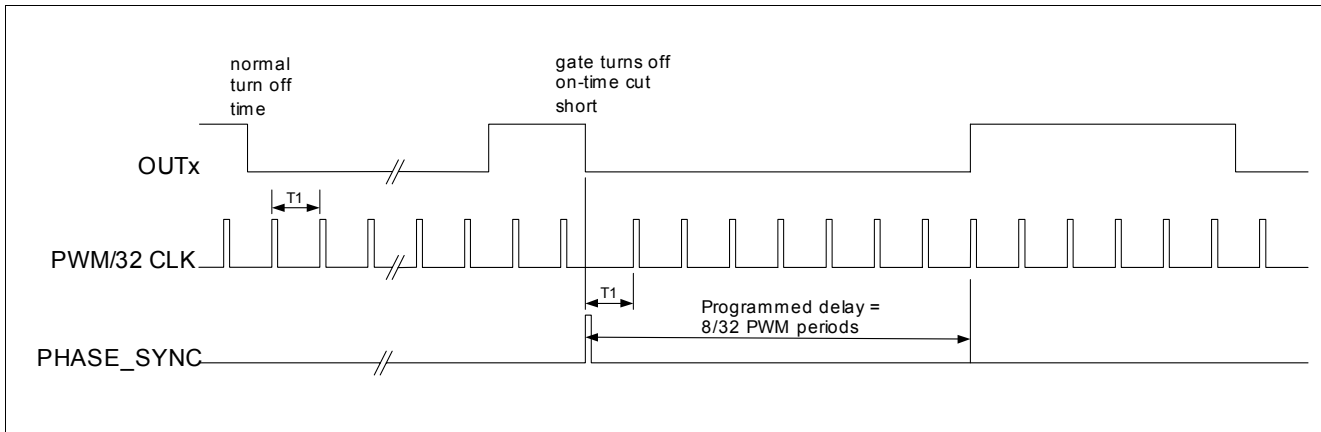 normal
turn off
time
gate turns off
on-time cut
short
OUTx
T1
PWM/32 CLK
T1
Programmed delay =
8/32 PWM periods
PHASE_SYNC